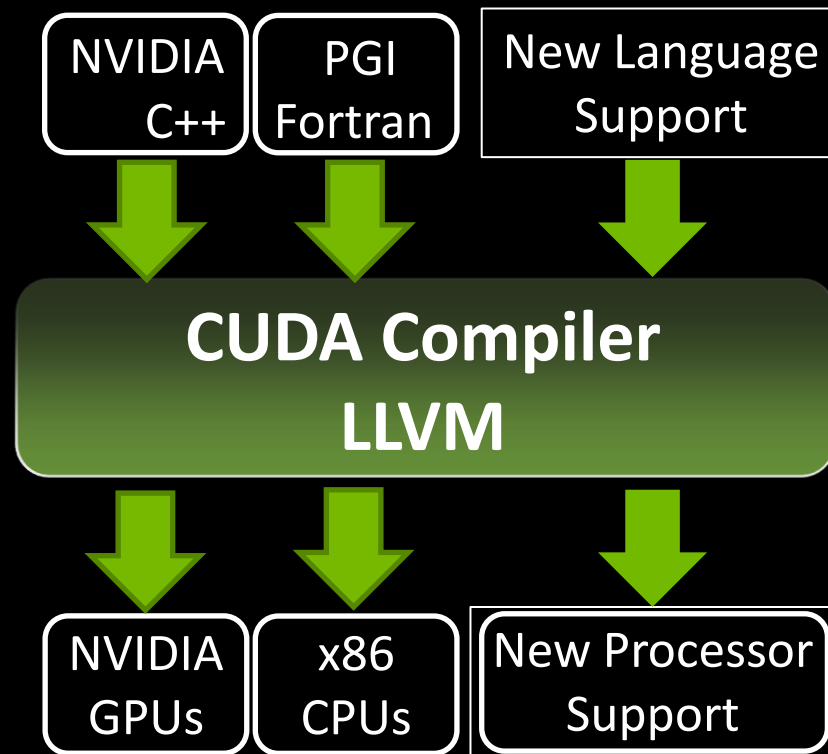 NVIDIA
C++
PGI
Fortran
New Language
Support
CUDA Compiler
LLVM
NVIDIA
GPUs
x86
CPUs
New Processor
Support